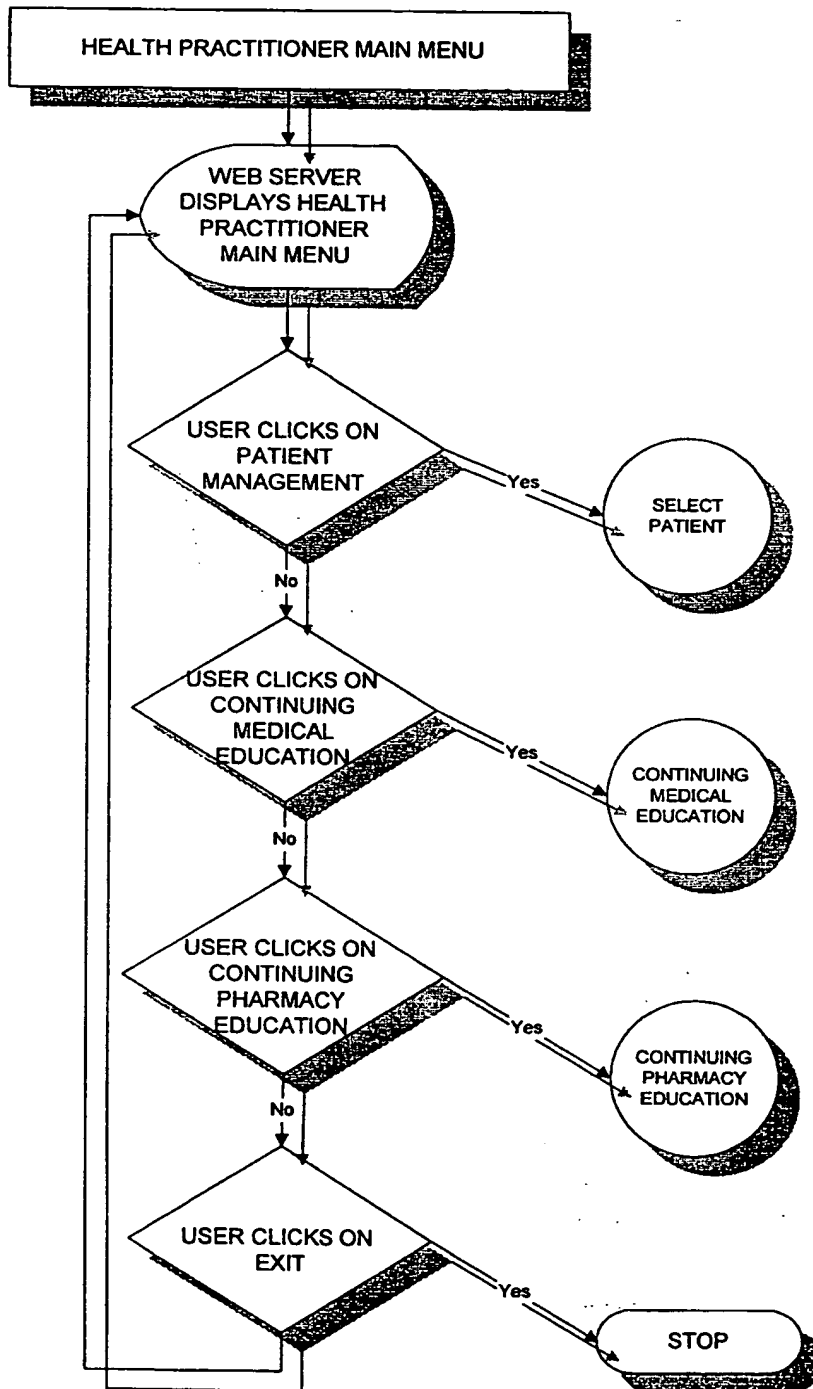 HEALTH PRACTITIONER MAIN MENU
WEB SERVER
DISPLAYS HEALTH
PRACTITIONER
MAIN MENU
USER CLICKS ON
PATIENT
MANAGEMENT
Yes
SELECT
PATIENT
No
USER CLICKS ON
CONTINUING
MEDICAL
EDUCATION
Yes
CONTINUING
MEDICAL
EDUCATION
No
USER CLICKS ON
CONTINUING
PHARMACY
EDUCATION
Yes
CONTINUING
PHARMACY
EDUCATION
No
USER CLICKS ON
EXIT
Yes
STOP